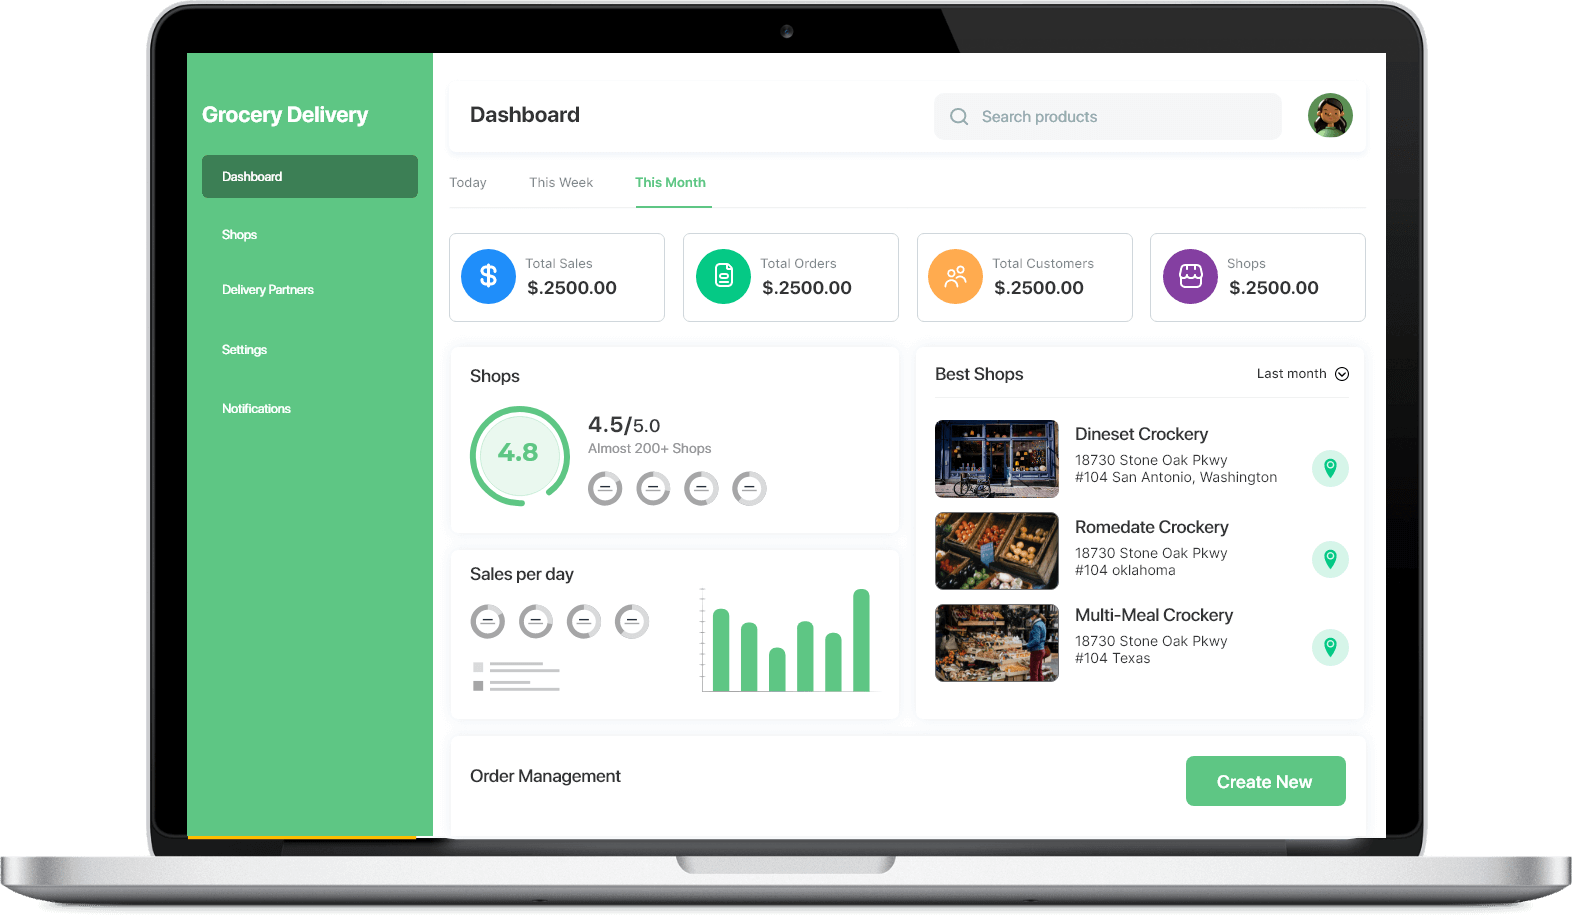 Grocery Delivery
Dashboard
Shops
Delivery Partners
Settings
Notifications
Dashboard
Search products
Today
This Week
This Month
Total Sales
$.2500.00
Total Orders
$.2500.00
Total Customers
$.2500.00
Shops
$.2500.00
Shops
4.8
4.5/5.0
Almost 200+ Shops
Sales per day
Best Shops
Last month
Dineset Crockery
18730 Stone Oak Pkwy
#104 San Antonio, Washington
Romedate Crockery
18730 Stone Oak Pkwy
#104 oklahoma
Multi-Meal Crockery
18730 Stone Oak Pkwy
#104 Texas
Order Management
Create New